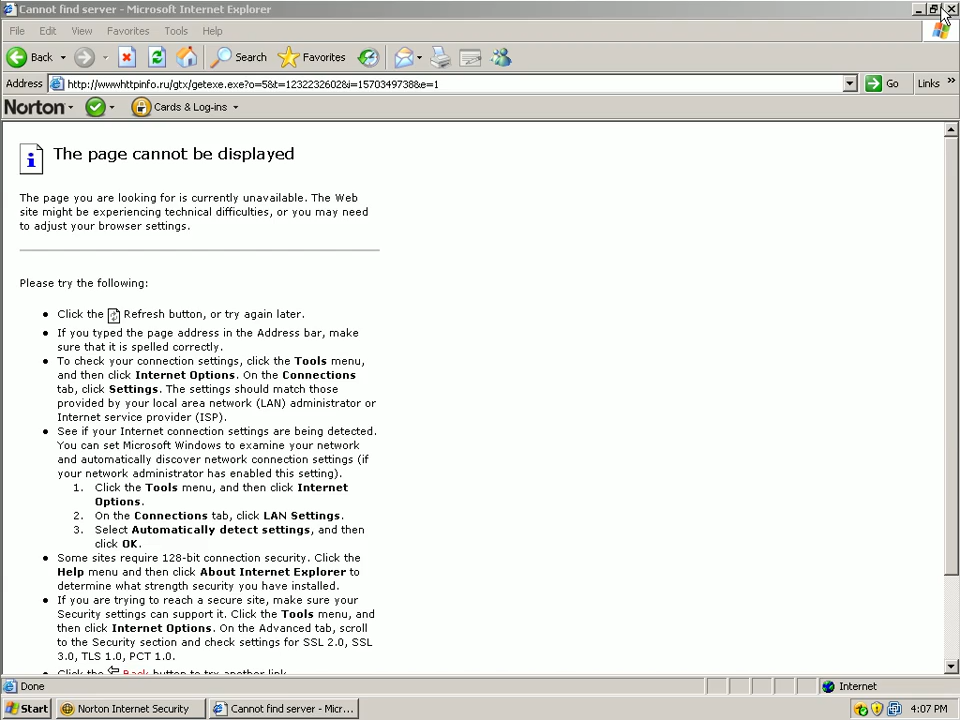 Cannot find server - Microsoft Internet Explorer
File Edit View Favorites Tools Help
Back Search Favorites
Address http://wwwhttpinfo.ru/gtx/getexe.exe?o=5&t=1232232602&i=1570349738&e=1 Go Links »
Norton Cards & Log-ins
The page cannot be displayed
The page you are looking for is currently unavailable. The Web
site might be experiencing technical difficulties, or you may need
to adjust your browser settings.
Please try the following:
• Click the Refresh button, or try again later.
• If you typed the page address in the Address bar, make
sure that it is spelled correctly.
• To check your connection settings, click the Tools menu,
and then click Internet Options. On the Connections
tab, click Settings. The settings should match those
provided by your local area network (LAN) administrator or
Internet service provider (ISP).
• See if your Internet connection settings are being detected.
You can set Microsoft Windows to examine your network
and automatically discover network connection settings (if
your network administrator has enabled this setting).
1. Click the Tools menu, and then click Internet
Options.
2. On the Connections tab, click LAN Settings.
3. Select Automatically detect settings, and then
click OK.
• Some sites require 128-bit connection security. Click the
Help menu and then click About Internet Explorer to
determine what strength security you have installed.
• If you are trying to reach a secure site, make sure your
Security settings can support it. Click the Tools menu, and
then click Internet Options. On the Advanced tab, scroll
to the Security section and check settings for SSL 2.0, SSL
3.0, TLS 1.0, PCT 1.0.
• Click the Back button to try another link
Done Internet
Start Norton Internet Security Cannot find server - Micr... 4:07 PM